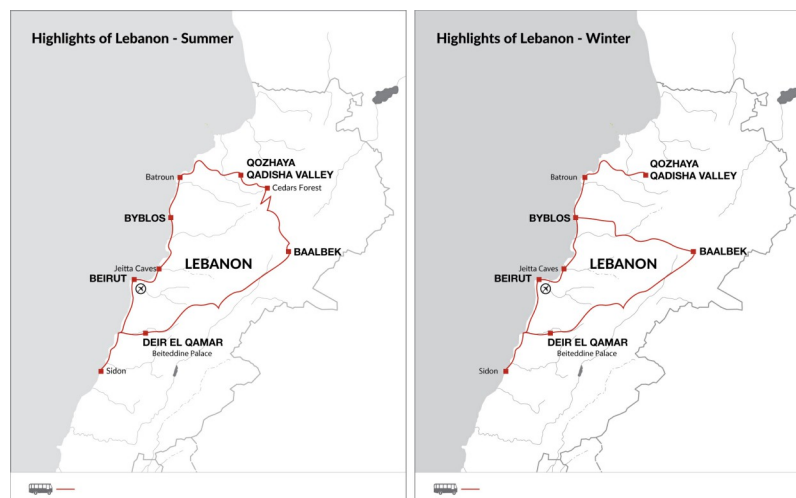 Highlights of Lebanon - Summer
QOZHAYA
QADISHA VALLEY
Batroun
Cedars Forest
BYBLOS
BAALBEK
LEBANON
Jeitta Caves
BEIRUT
DEIR EL QAMAR
Beiteddine Palace
Sidon
Highlights of Lebanon - Winter
QOZHAYA
QADISHA VALLEY
Batroun
BYBLOS
BAALBEK
LEBANON
Jeitta Caves
BEIRUT
DEIR EL QAMAR
Beiteddine Palace
Sidon